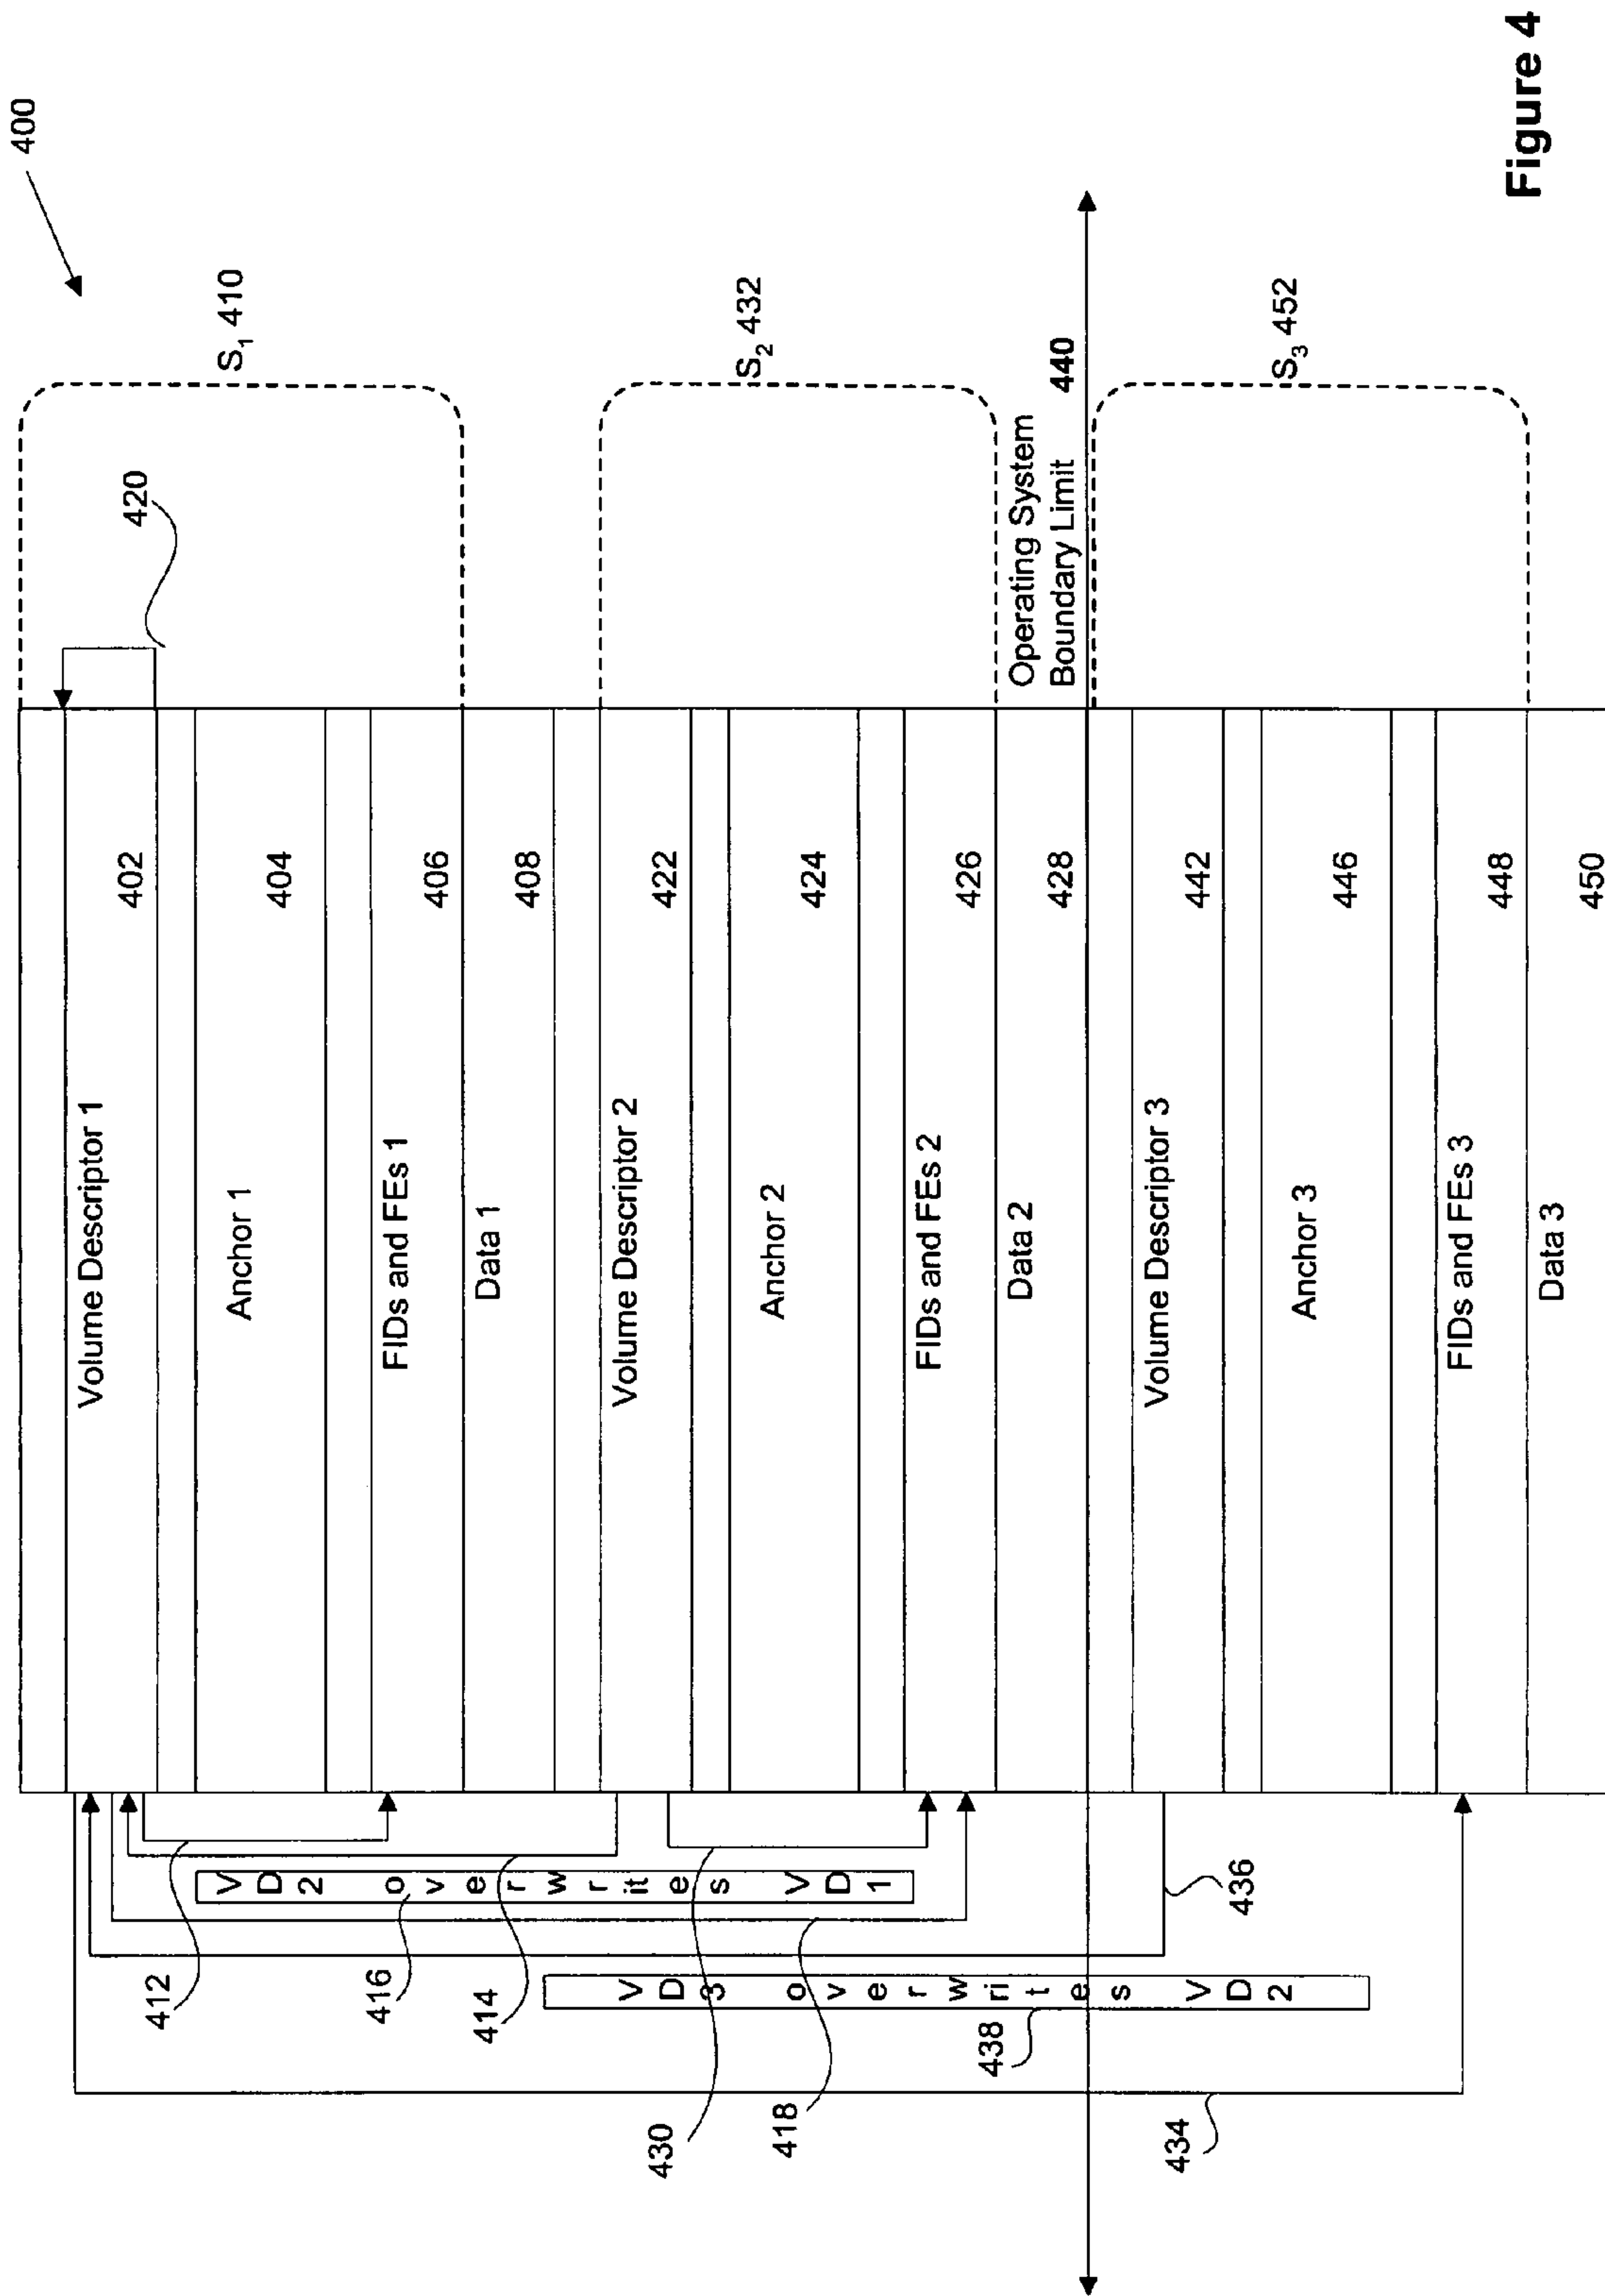 400
Volume Descriptor 1
402
420
S1 410
Anchor 1
404
FIDs and FEs 1
406
Data 1
408
Volume Descriptor 2
422
S2 432
Anchor 2
424
FIDs and FEs 2
426
Data 2
428
Operating System
Boundary Limit 440
Volume Descriptor 3
442
S3 452
Anchor 3
446
FIDs and FEs 3
448
Data 3
450
412
416
414
VD2 overwrites VD1
430
418
438
VD3 overwrites VD2
436
434
Figure 4